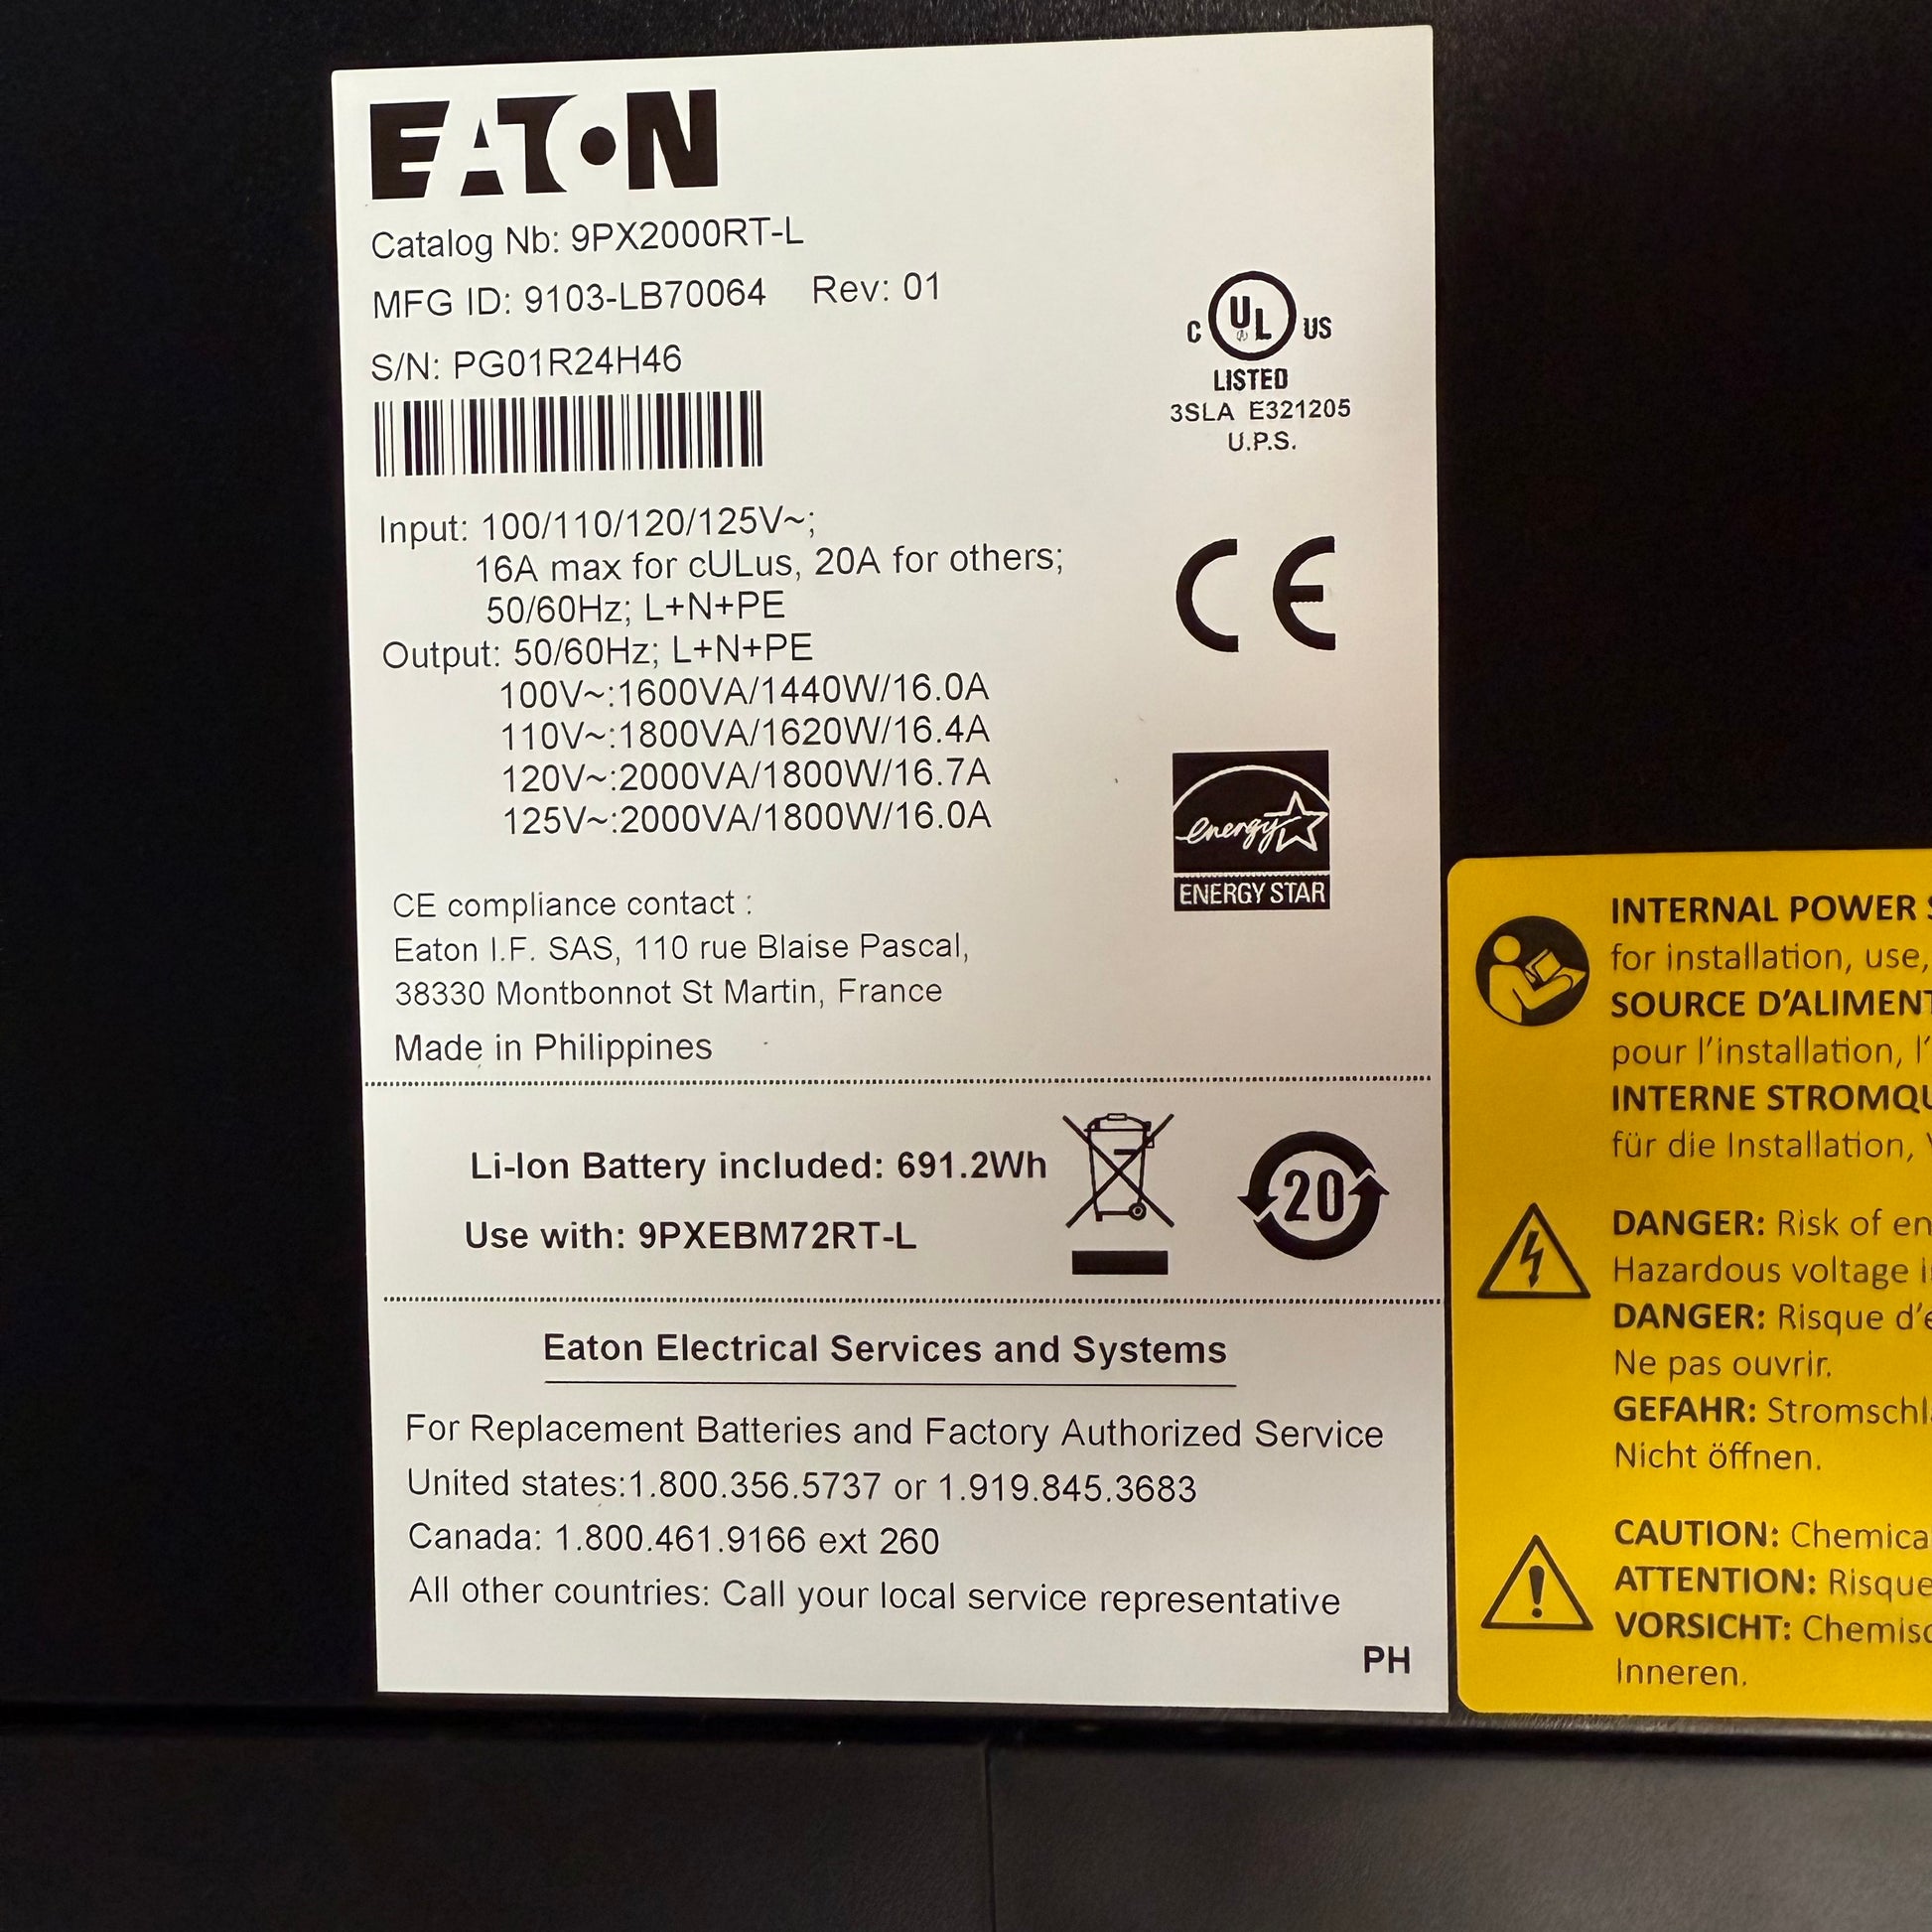 EATON
Catalog Nb: 9PX2000RT-L
MFG ID: 9103-LB70064 Rev: 01
S/N: PG01R24H46
C UL US
LISTED
3SLA E321205
U.P.S.
Input: 100/110/120/125V~;
16A max for cULus, 20A for others;
50/60Hz; L+N+PE
Output: 50/60Hz; L+N+PE
100V~:1600VA/1440W/16.0A
110V~:1800VA/1620W/16.4A
120V~:2000VA/1800W/16.7A
125V~:2000VA/1800W/16.0A
CE
energy
ENERGY STAR
CE compliance contact :
Eaton I.F. SAS, 110 rue Blaise Pascal,
38330 Montbonnot St Martin, France
Made in Philippines
Li-Ion Battery included: 691.2Wh
Use with: 9PXEBM72RT-L
20
Eaton Electrical Services and Systems
For Replacement Batteries and Factory Authorized Service
United states:1.800.356.5737 or 1.919.845.3683
Canada: 1.800.461.9166 ext 260
All other countries: Call your local service representative
PH
INTERNAL POWER
for installation, use,
SOURCE D'ALIMENT
pour l'installation, l'
INTERNE STROMQU
für die Installation,
DANGER: Risk of en
Hazardous voltage i
DANGER: Risque d'é
Ne pas ouvrir.
GEFAHR: Stromschl
Nicht öffnen.
CAUTION: Chemica
ATTENTION: Risque
VORSICHT: Chemisc
Inneren.